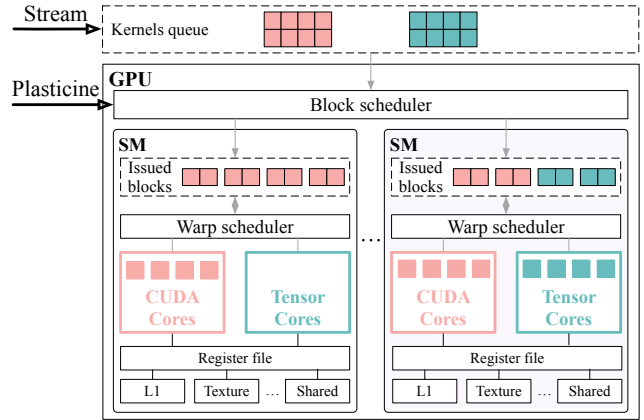 Stream
Kernels queue
GPU
Plasticine
Block scheduler
SM
Issued
blocks
Warp scheduler
CUDA
Cores
Tensor
Cores
Register file
L1
Texture
...
Shared
...
SM
Issued
blocks
Warp scheduler
CUDA
Cores
Tensor
Cores
Register file
L1
Texture
...
Shared